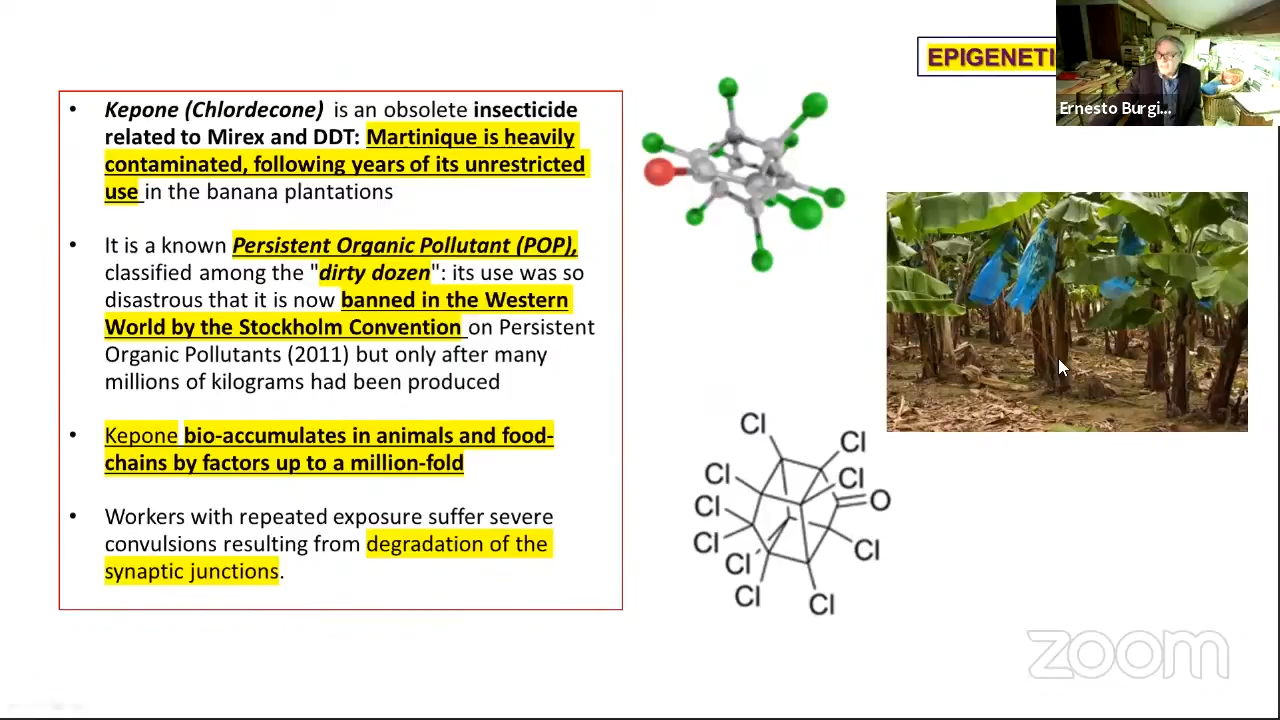 EPIGENETI
Ernesto Burgi...
• Kepone (Chlordecone) is an obsolete insecticide
related to Mirex and DDT: Martinique is heavily
contaminated, following years of its unrestricted
use in the banana plantations
• It is a known Persistent Organic Pollutant (POP),
classified among the "dirty dozen": its use was so
disastrous that it is now banned in the Western
World by the Stockholm Convention on Persistent
Organic Pollutants (2011) but only after many
millions of kilograms had been produced
• Kepone bio-accumulates in animals and food-
chains by factors up to a million-fold
• Workers with repeated exposure suffer severe
convulsions resulting from degradation of the
synaptic junctions.
Cl
Cl
Cl
Cl
Cl
O
Cl
Cl
Cl
Cl
Cl
zoom